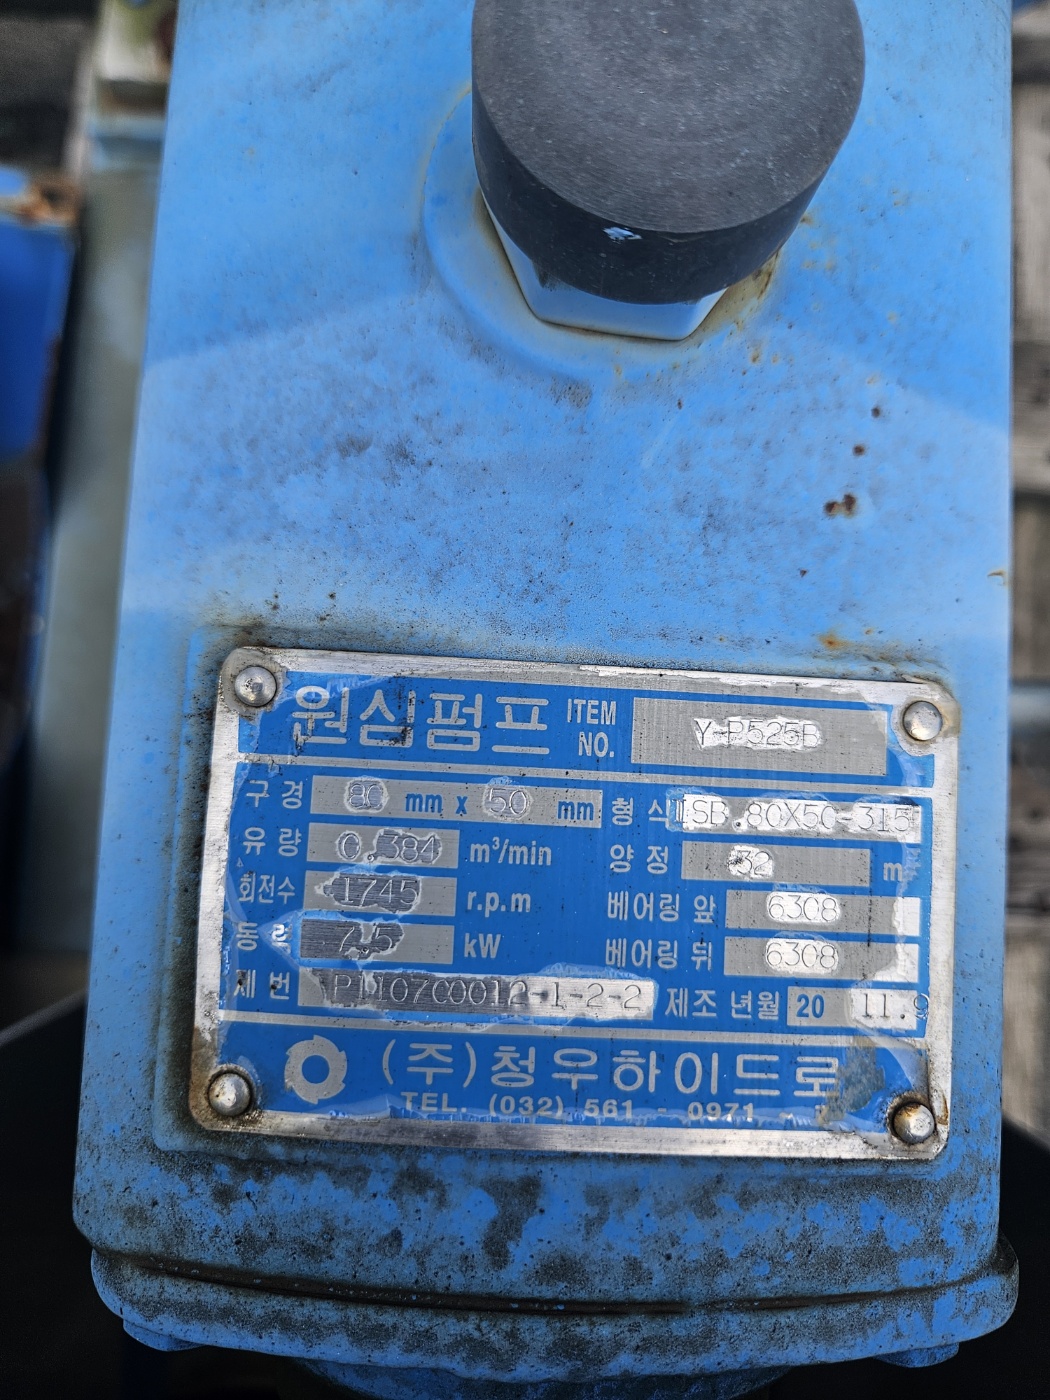 원심펌프 ITEM NO. Y-P525B
구경 80 mm x 50 mm 형식 80X50-315
유량 0.384 m³/min 양정 32 m
회전수 1745 r.p.m 베어링 앞 6308
동력 7.5 kW 베어링 뒤 6308
제번 P1107C0012-1-2-2 제조년월 20 11.9
(주)청우하이드로
TEL. (032) 561 - 0971